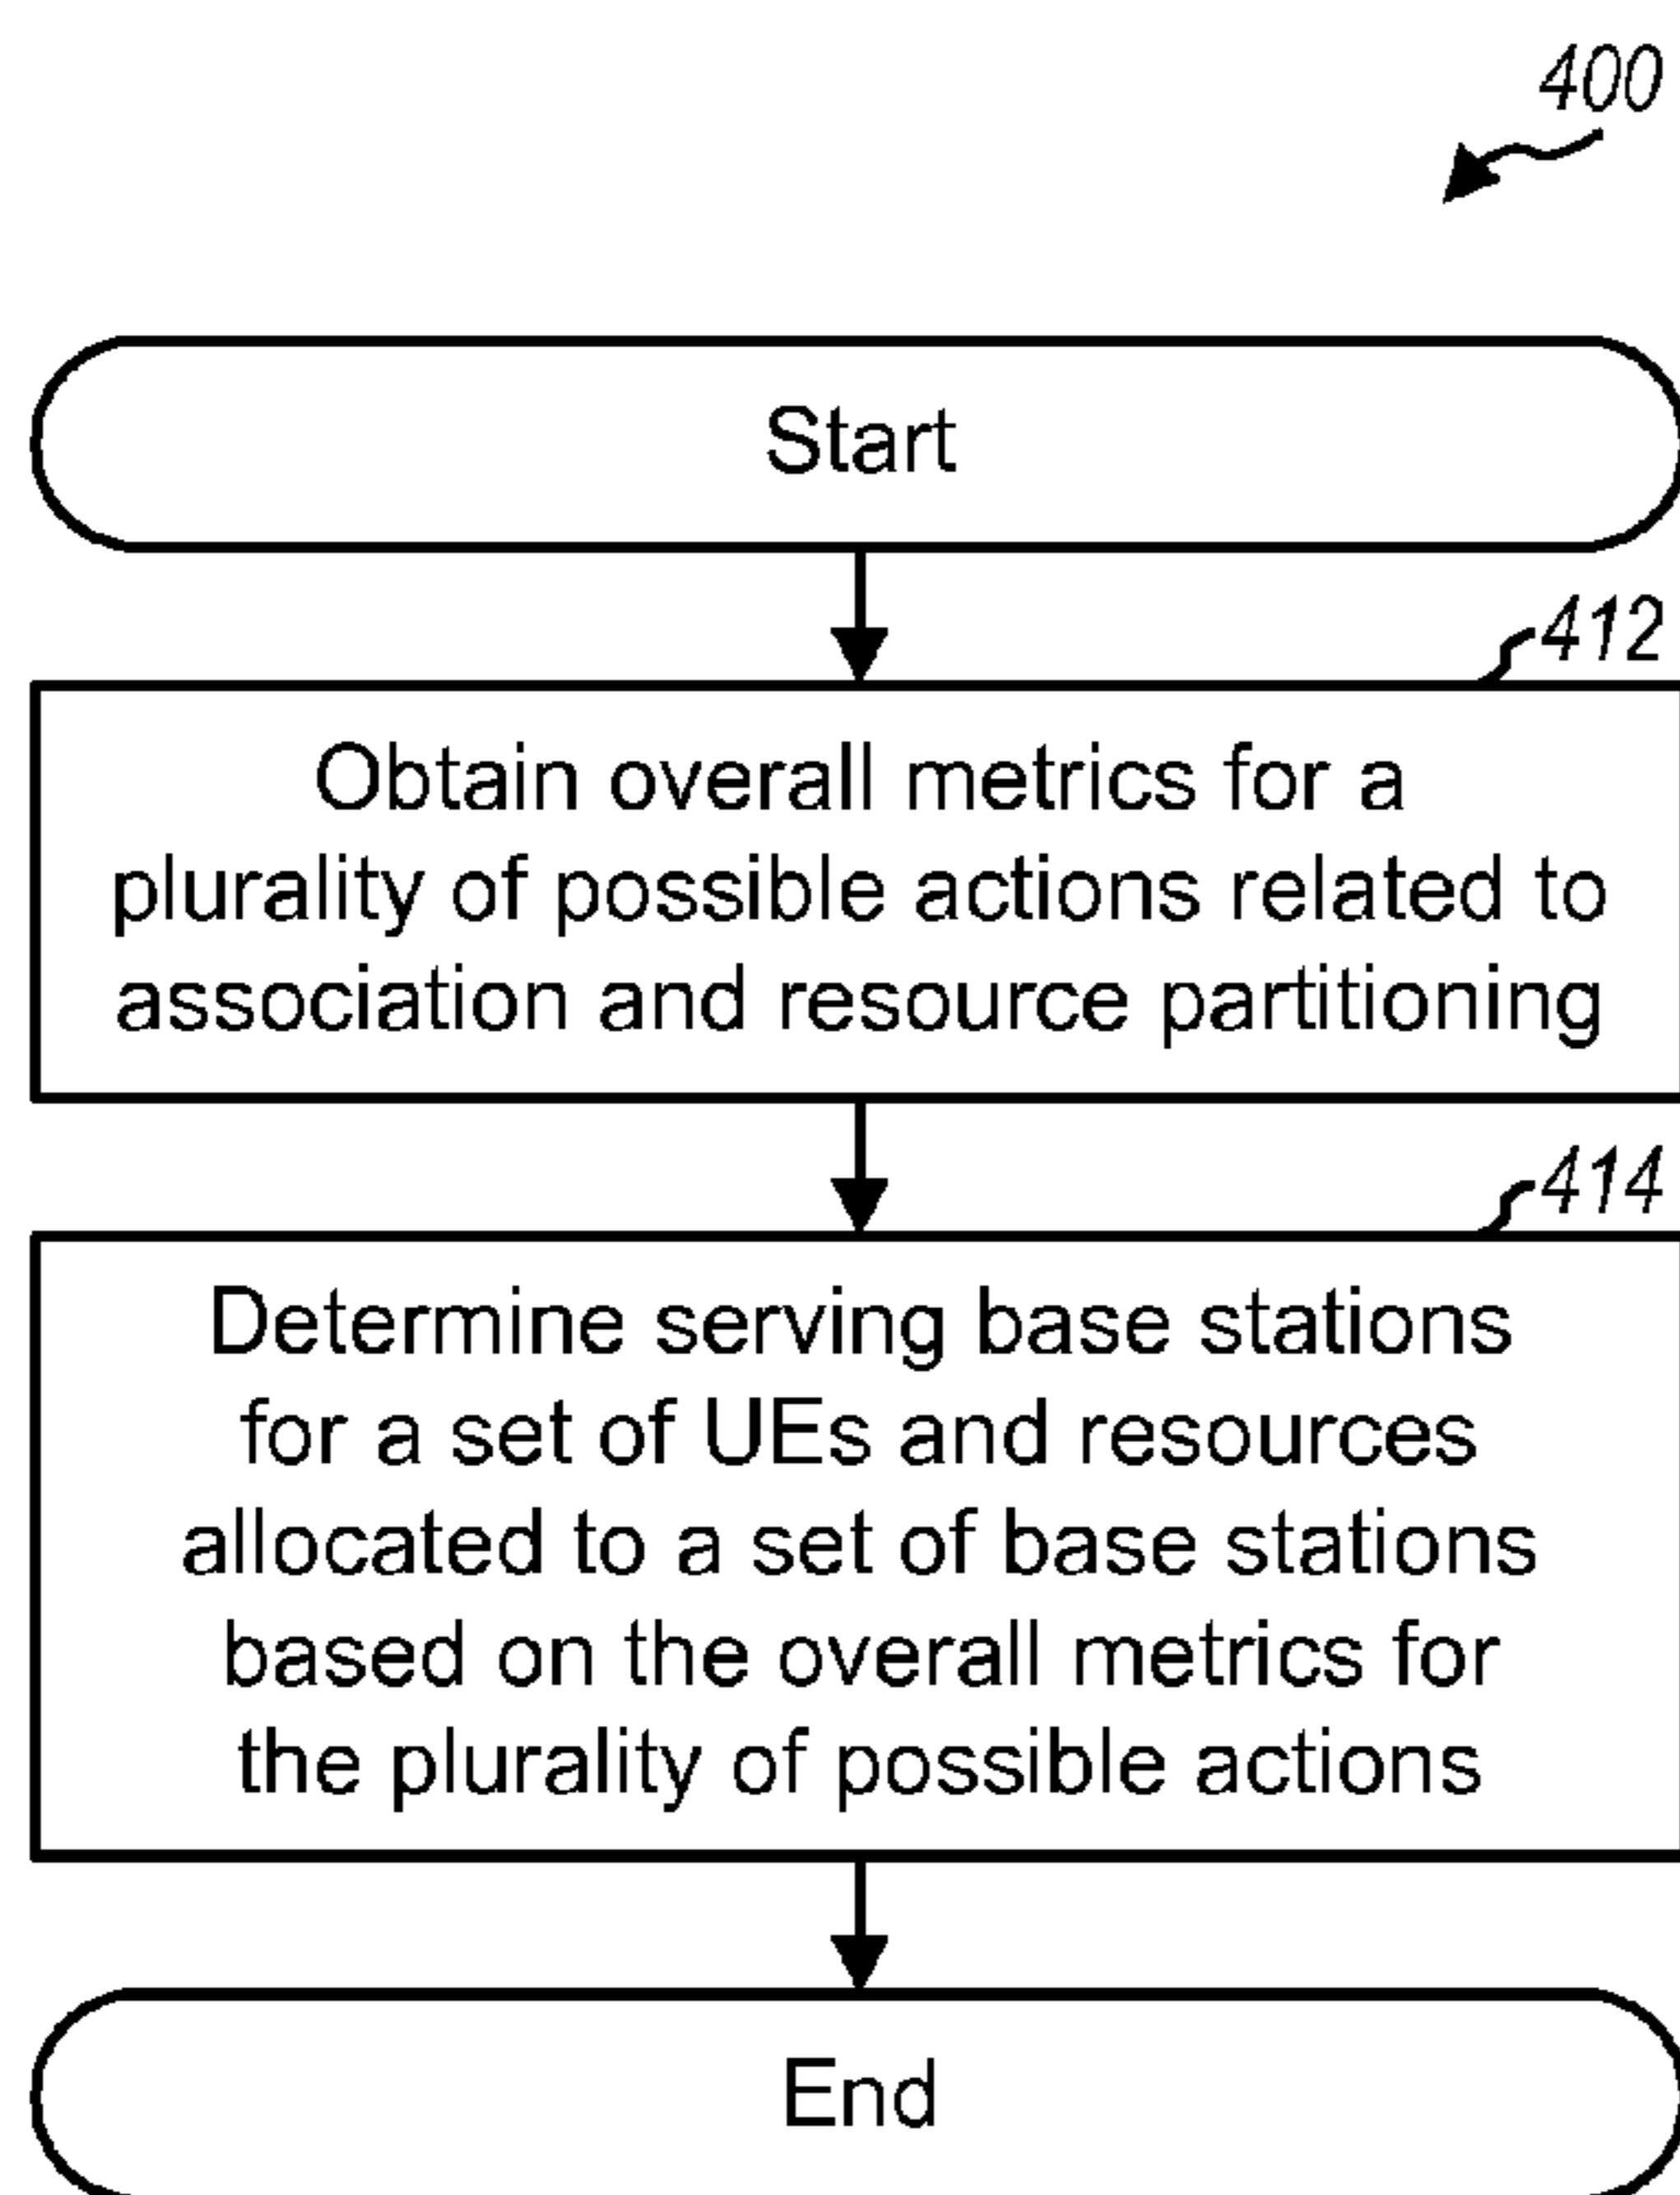 400
Start
412
Obtain overall metrics for a
plurality of possible actions related to
association and resource partitioning
414
Determine serving base stations
for a set of UEs and resources
allocated to a set of base stations
based on the overall metrics for
the plurality of possible actions
End